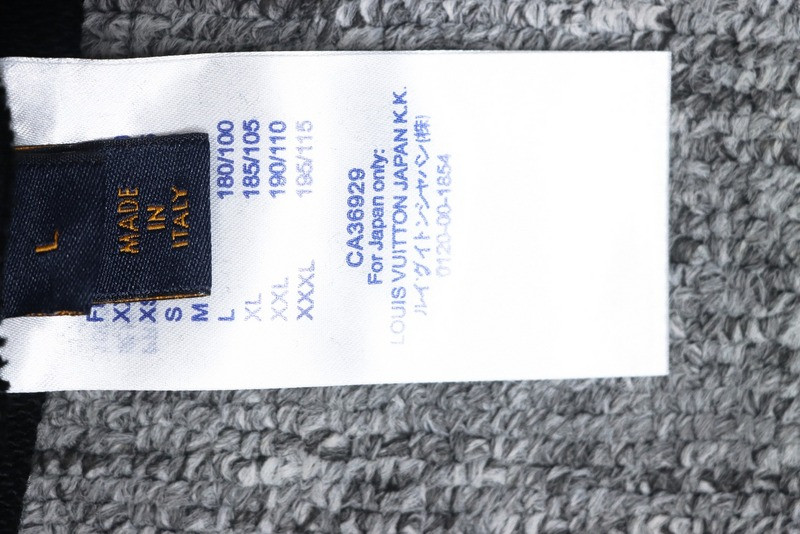 L
MADE
IN
ITALY
S
M
L 180/100
XL 185/105
XXL 190/110
XXXL 195/115
CA36929
For Japan only:
LOUIS VUITTON JAPAN K.K.
ルイヴィトンジャパン(株)
0120-00-1854